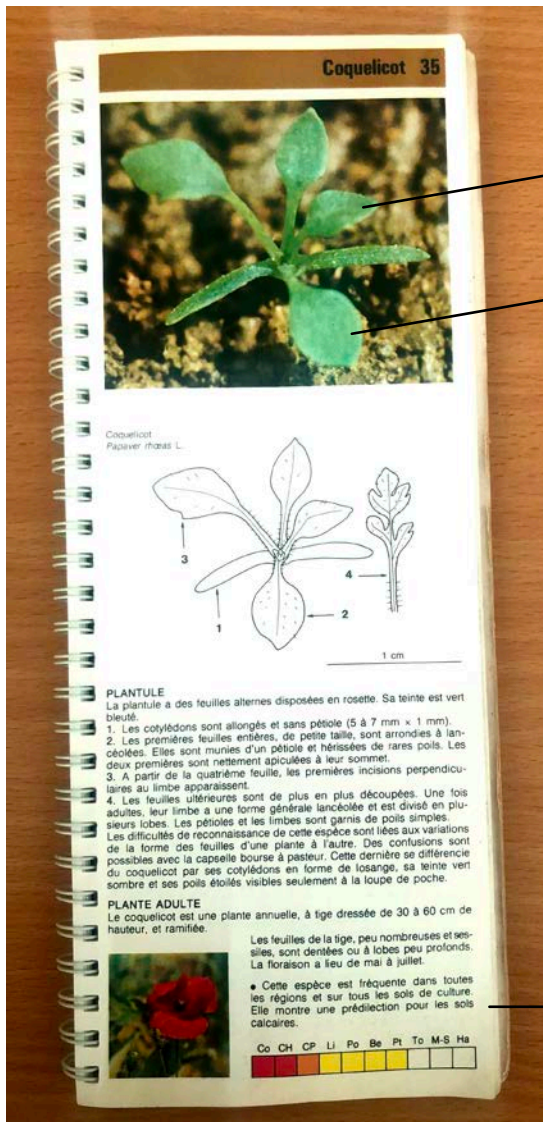 Coquelicot 35
Coquelicot
Papaver rhœas L.
3
4
1
2
1 cm
PLANTULE
La plantule a des feuilles alternes disposées en rosette. Sa teinte est vert
bleuté.
1. Les cotylédons sont allongés et sans pétiole (5 à 7 mm × 1 mm).
2. Les premières feuilles entières, de petite taille, sont arrondies à lan-
céolées. Elles sont munies d'un pétiole et hérissées de rares poils. Les
deux premières sont nettement apiculées à leur sommet.
3. A partir de la quatrième feuille, les premières incisions perpendicu-
laires au limbe apparaissent.
4. Les feuilles ultérieures sont de plus en plus découpées. Une fois
adultes, leur limbe a une forme générale lancéolée et est divisé en plu-
sieurs lobes. Les pétioles et les limbes sont garnis de poils simples.
Les difficultés de reconnaissance de cette espèce sont liées aux variations
de la forme des feuilles d'une plante à l'autre. Des confusions sont
possibles avec la capselle bourse à pasteur. Cette dernière se différencie
du coquelicot par ses cotylédons en forme de losange, sa teinte vert
sombre et ses poils étoilés visibles seulement à la loupe de poche.
PLANTE ADULTE
Le coquelicot est une plante annuelle, à tige dressée de 30 à 60 cm de
hauteur, et ramifiée.
Les feuilles de la tige, peu nombreuses et ses-
siles, sont dentées ou à lobes peu profonds.
La floraison a lieu de mai à juillet.
• Cette espèce est fréquente dans toutes
les régions et sur tous les sols de culture.
Elle montre une prédilection pour les sols
calcaires.
Co CH CP Li Po Be Pt To M-S Ha